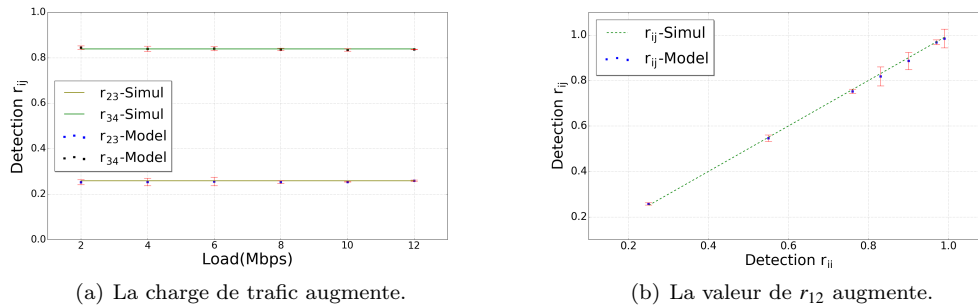 1.0
0.8
0.6
0.4
0.2
0.0
Detection r_ij
r_23-Simul
r_34-Simul
r_23-Model
r_34-Model
2 4 6 8 10 12
Load(Mbps)
(a) La charge de trafic augmente.
1.0
0.8
0.6
0.4
0.2
Detection r_ij
r_ij-Simul
r_ij-Model
0.2 0.4 0.6 0.8 1.0
Detection r_ii
(b) La valeur de r_12 augmente.